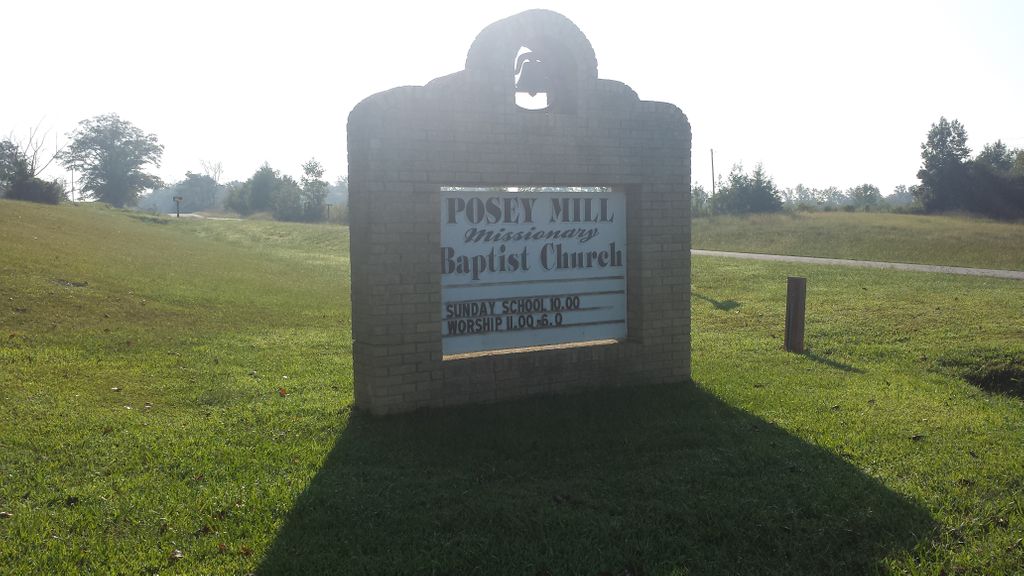 POSEY MILL
Missionary
Baptist Church
SUNDAY SCHOOL 10.00
WORSHIP 11.00-6.0